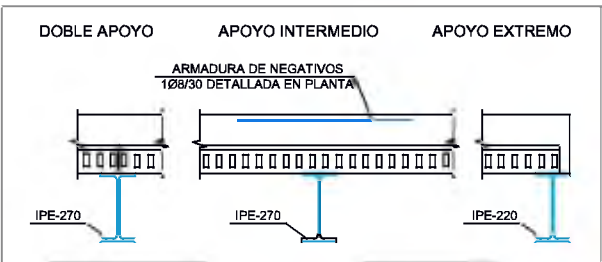 DOBLE APOYO
APOYO INTERMEDIO
APOYO EXTREMO
ARMADURA DE NEGATIVOS
1Ø8/30 DETALLADA EN PLANTA
IPE-270
IPE-270
IPE-220